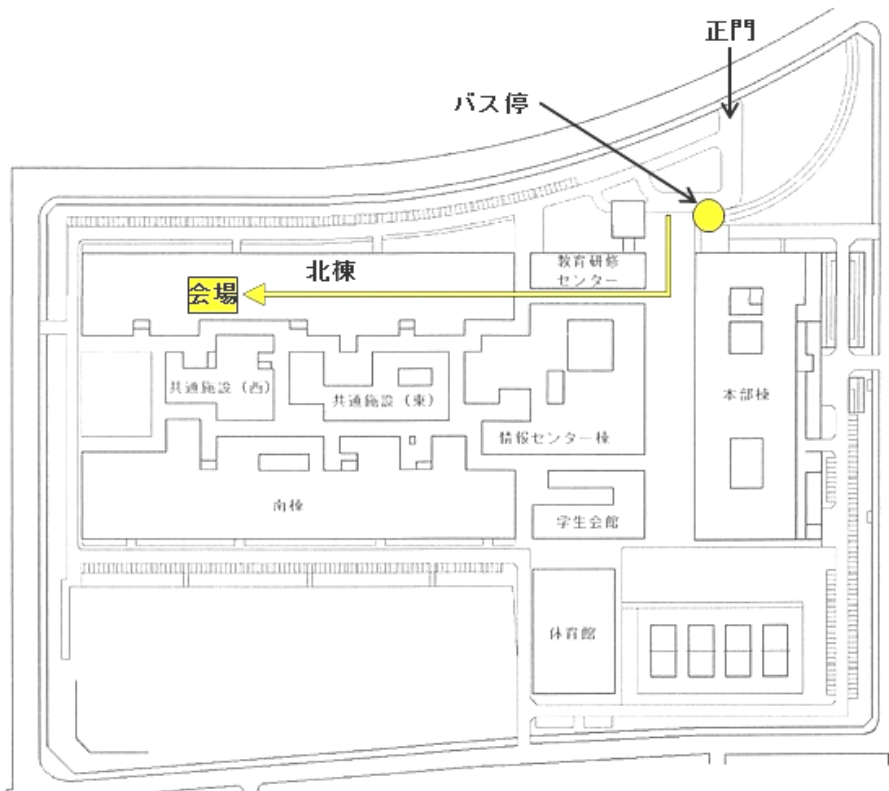 正門
バス停
北棟
会場
教育研修
センター
共通施設（西）
共通施設（東）
本部棟
情報センター棟
南棟
学生会館
体育館